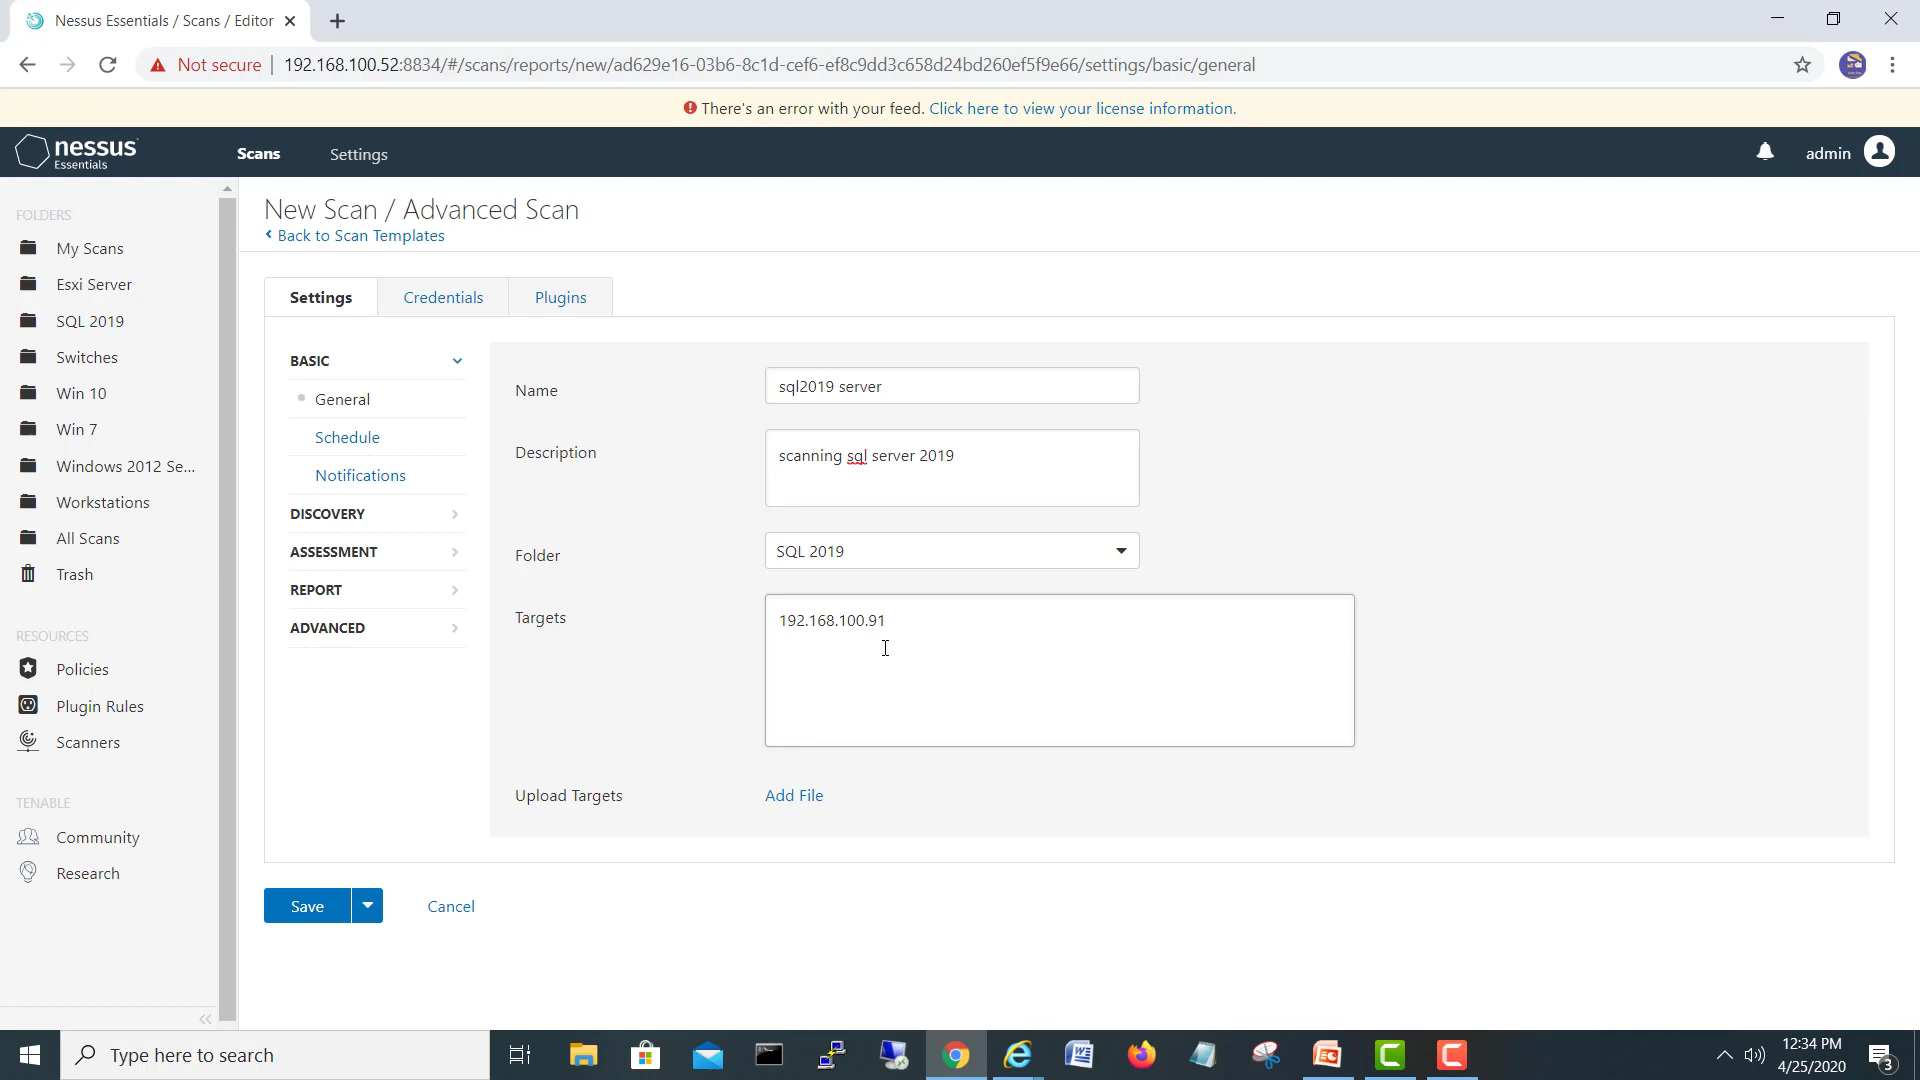 Nessus Essentials / Scans / Editor
Not secure | 192.168.100.52:8834/#/scans/reports/new/ad629e16-03b6-8c1d-cef6-ef8c9dd3c658d24bd260ef5f9e66/settings/basic/general
There's an error with your feed. Click here to view your license information.
nessus
Essentials
Scans
Settings
admin
FOLDERS
My Scans
Esxi Server
SQL 2019
Switches
Win 10
Win 7
Windows 2012 Se...
Workstations
All Scans
Trash
RESOURCES
Policies
Plugin Rules
Scanners
TENABLE
Community
Research
New Scan / Advanced Scan
Back to Scan Templates
Settings
Credentials
Plugins
BASIC
General
Schedule
Notifications
DISCOVERY
ASSESSMENT
REPORT
ADVANCED
Name
sql2019 server
Description
scanning sql server 2019
Folder
SQL 2019
Targets
192.168.100.91
Upload Targets
Add File
Save
Cancel
Type here to search
12:34 PM
4/25/2020
3